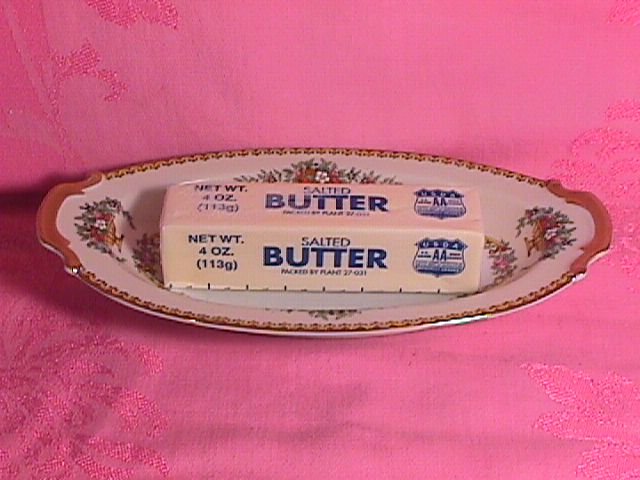 NET WT.
4 OZ.
(113g)
SALTED
BUTTER
PACKED BY PLANT 27-031
USDA
AA
NET WT.
4 OZ.
(113g)
SALTED
BUTTER
PACKED BY PLANT 27-031
USDA
AA